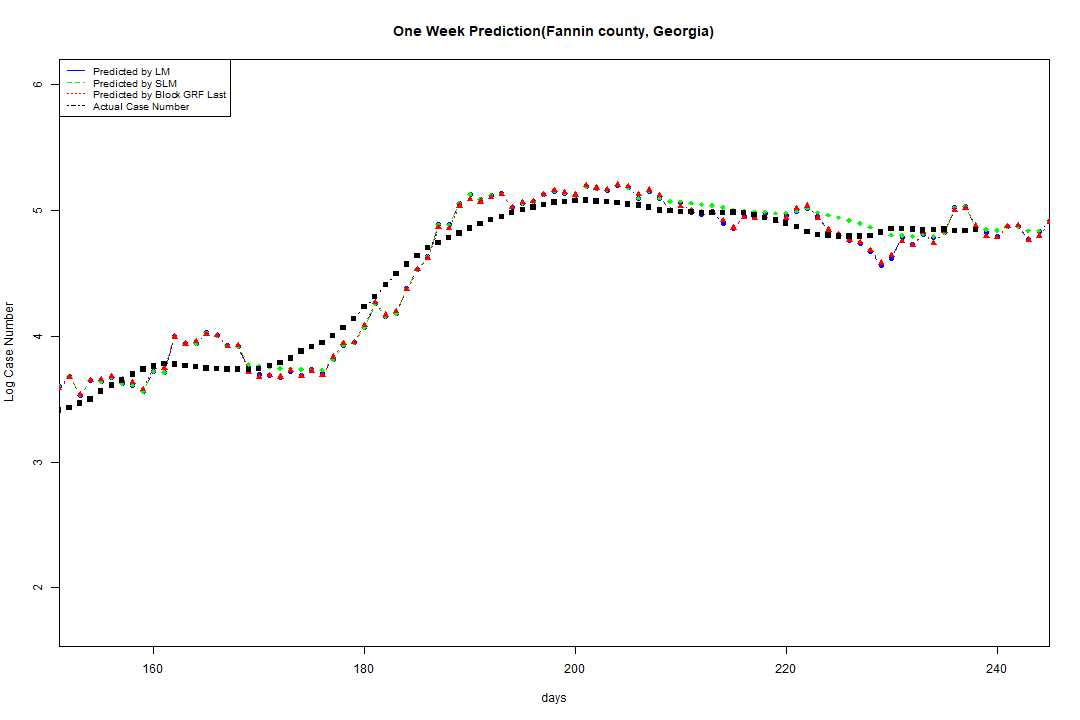 One Week Prediction(Fannin county, Georgia)
Predicted by LM
Predicted by SLM
Predicted by Block GRF Last
Actual Case Number
6
5
4
3
2
Log Case Number
160 180 200 220 240
days